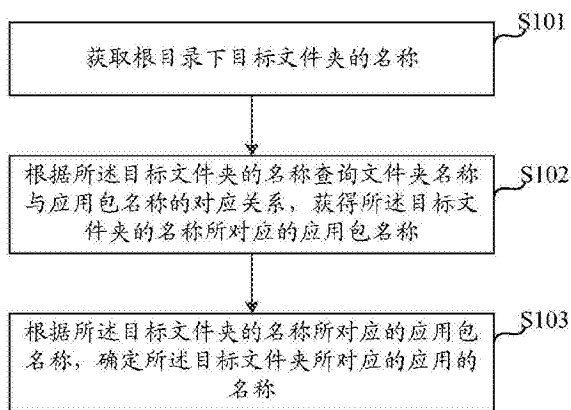 S101
获取根目录下目标文件夹的名称
S102
根据所述目标文件夹的名称查询文件夹名称
与应用包名称的对应关系，获得所述目标文
件夹的名称所对应的应用包名称
S103
根据所述目标文件夹的名称所对应的应用包
名称，确定所述目标文件夹所对应的应用的
名称